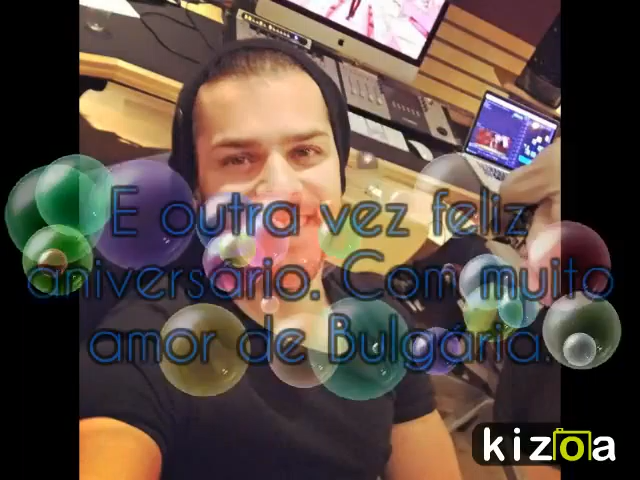 E outra vez feliz
aniversário. Com muito
amor de Bulgária.
kizoa